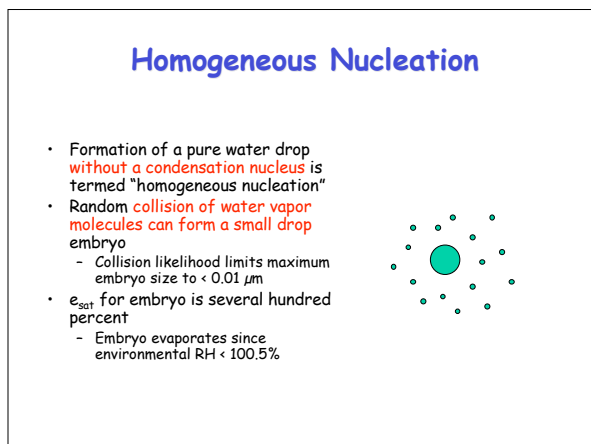 Homogeneous Nucleation
• Formation of a pure water drop
without a condensation nucleus is
termed “homogeneous nucleation”
• Random collision of water vapor
molecules can form a small drop
embryo
– Collision likelihood limits maximum
embryo size to < 0.01 µm
• esat for embryo is several hundred
percent
– Embryo evaporates since
environmental RH < 100.5%